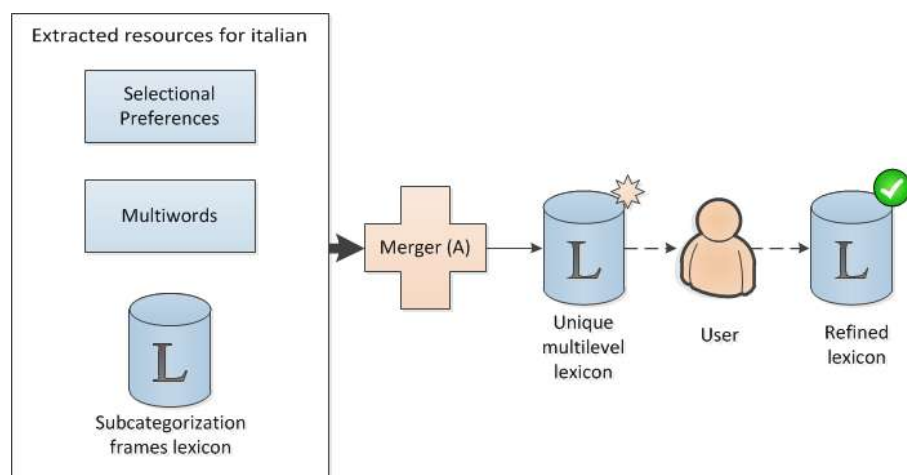 Extracted resources for italian
Selectional
Preferences
Multiwords
L
Subcategorization
frames lexicon
Merger (A)
L
Unique
multilevel
lexicon
User
L
Refined
lexicon